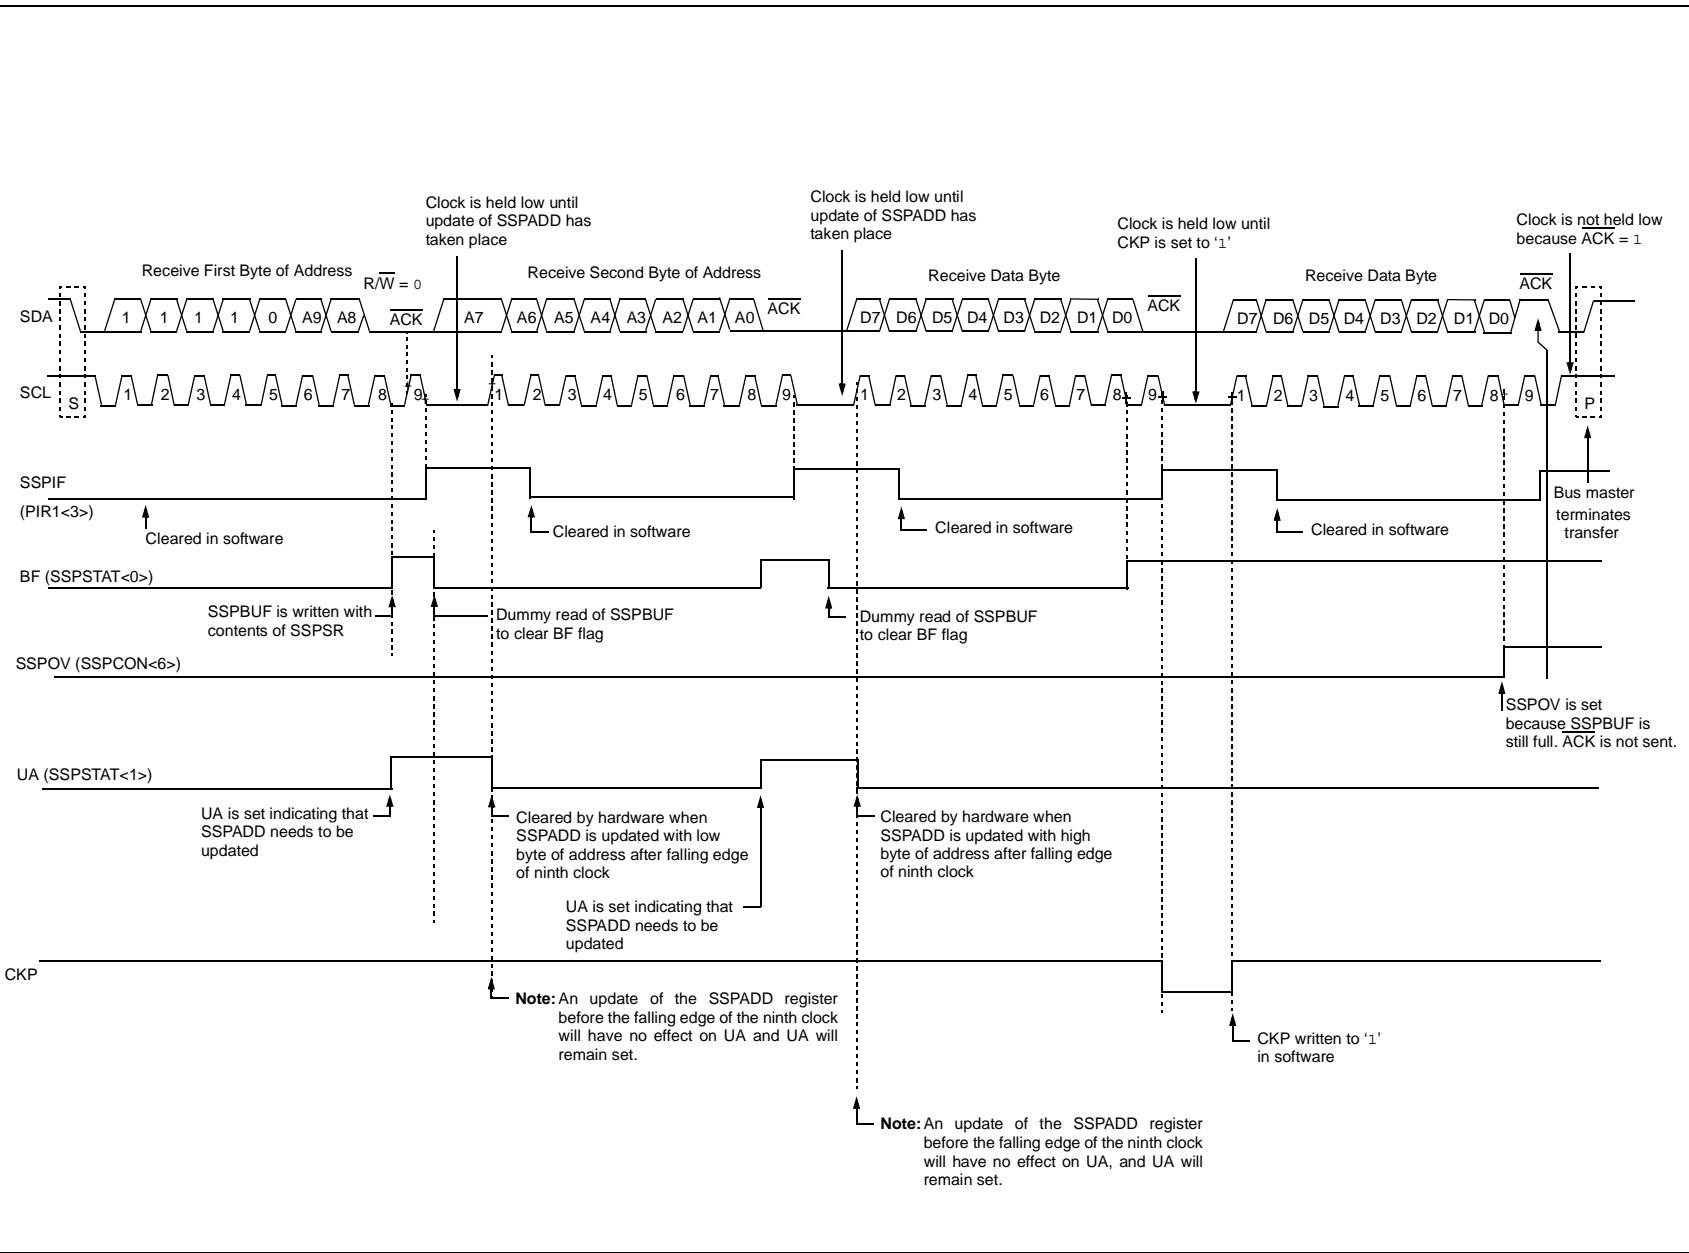 Clock is held low until
update of SSPADD has
taken place
Clock is held low until
update of SSPADD has
taken place
Clock is held low until
CKP is set to ‘1’
Clock is not held low
because ACK = 1
Receive First Byte of Address
R/W = 0
Receive Second Byte of Address
Receive Data Byte
Receive Data Byte
ACK
SDA
1 1 1 1 0 A9 A8
ACK
A7 A6 A5 A4 A3 A2 A1 A0
ACK
D7 D6 D5 D4 D3 D2 D1 D0
ACK
D7 D6 D5 D4 D3 D2 D1 D0
SCL
S
1 2 3 4 5 6 7 8 9
1 2 3 4 5 6 7 8 9
1 2 3 4 5 6 7 8 9
1 2 3 4 5 6 7 8 9
P
SSPIF
(PIR1<3>)
Cleared in software
Cleared in software
Cleared in software
Cleared in software
Bus master
terminates
transfer
BF (SSPSTAT<0>)
SSPBUF is written with
contents of SSPSR
Dummy read of SSPBUF
to clear BF flag
Dummy read of SSPBUF
to clear BF flag
SSPOV (SSPCON<6>)
SSPOV is set
because SSPBUF is
still full. ACK is not sent.
UA (SSPSTAT<1>)
UA is set indicating that
SSPADD needs to be
updated
Cleared by hardware when
SSPADD is updated with low
byte of address after falling edge
of ninth clock
Cleared by hardware when
SSPADD is updated with high
byte of address after falling edge
of ninth clock
UA is set indicating that
SSPADD needs to be
updated
CKP
Note: An update of the SSPADD register
before the falling edge of the ninth clock
will have no effect on UA and UA will
remain set.
CKP written to ‘1’
in software
Note: An update of the SSPADD register
before the falling edge of the ninth clock
will have no effect on UA, and UA will
remain set.